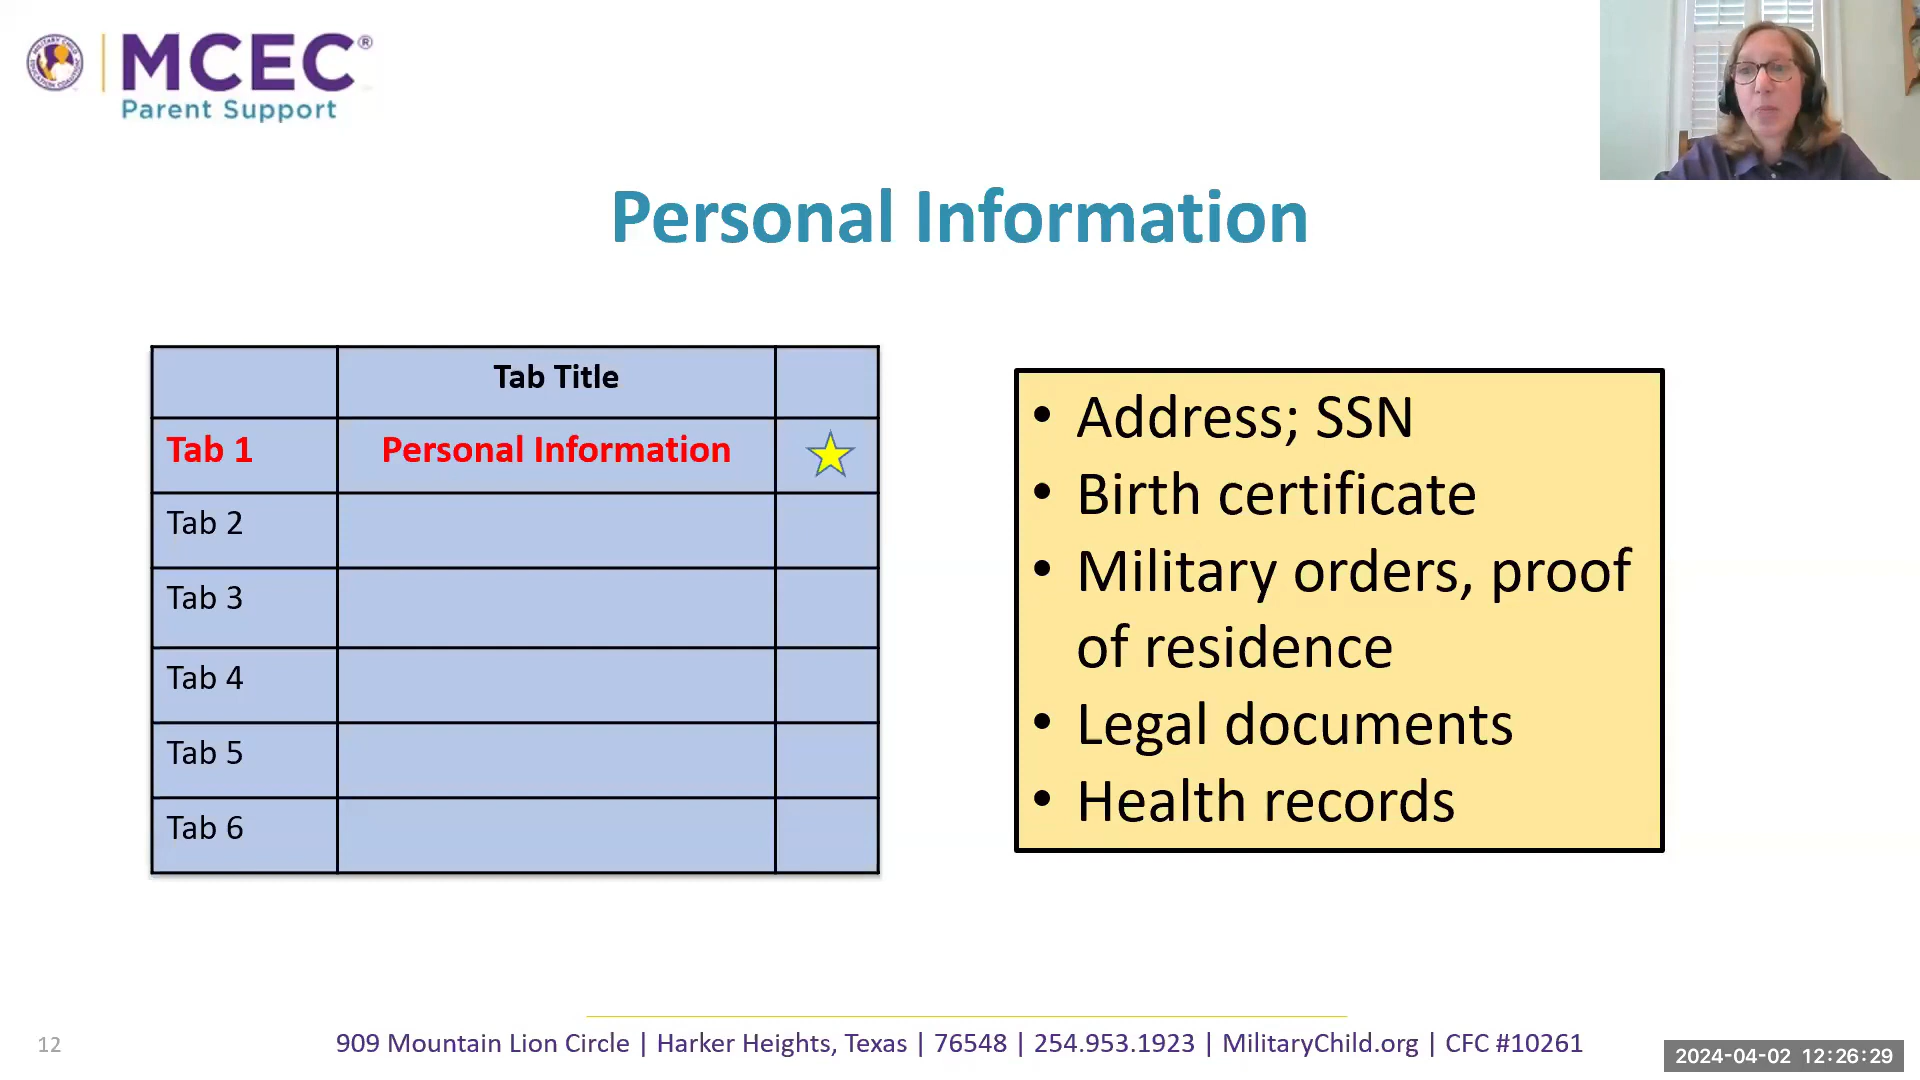 MCEC®
Parent Support
Personal Information
Tab Title
Tab 1 Personal Information
Tab 2
Tab 3
Tab 4
Tab 5
Tab 6
• Address; SSN
• Birth certificate
• Military orders, proof
of residence
• Legal documents
• Health records
12
909 Mountain Lion Circle | Harker Heights, Texas | 76548 | 254.953.1923 | MilitaryChild.org | CFC #10261
2024-04-02 12:26:29